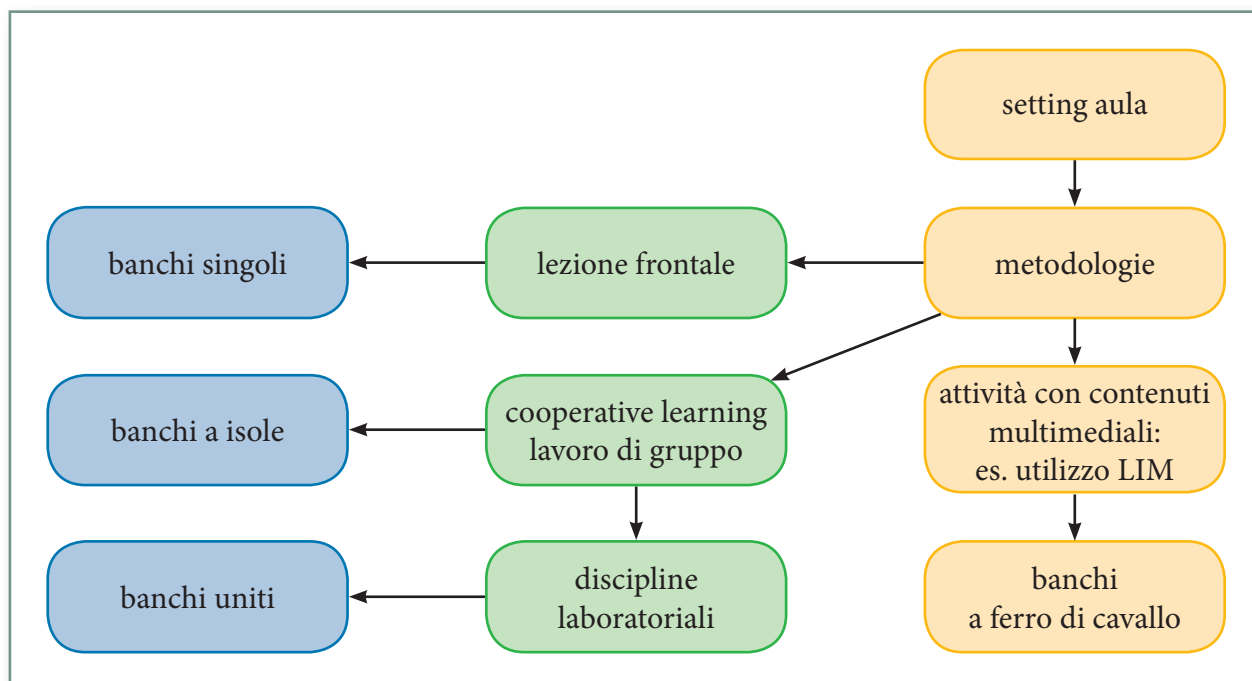 setting aula
banchi singoli
lezione frontale
metodologie
banchi a isole
cooperative learning
lavoro di gruppo
attività con contenuti
multimediali:
es. utilizzo LIM
banchi uniti
discipline
laboratoriali
banchi
a ferro di cavallo